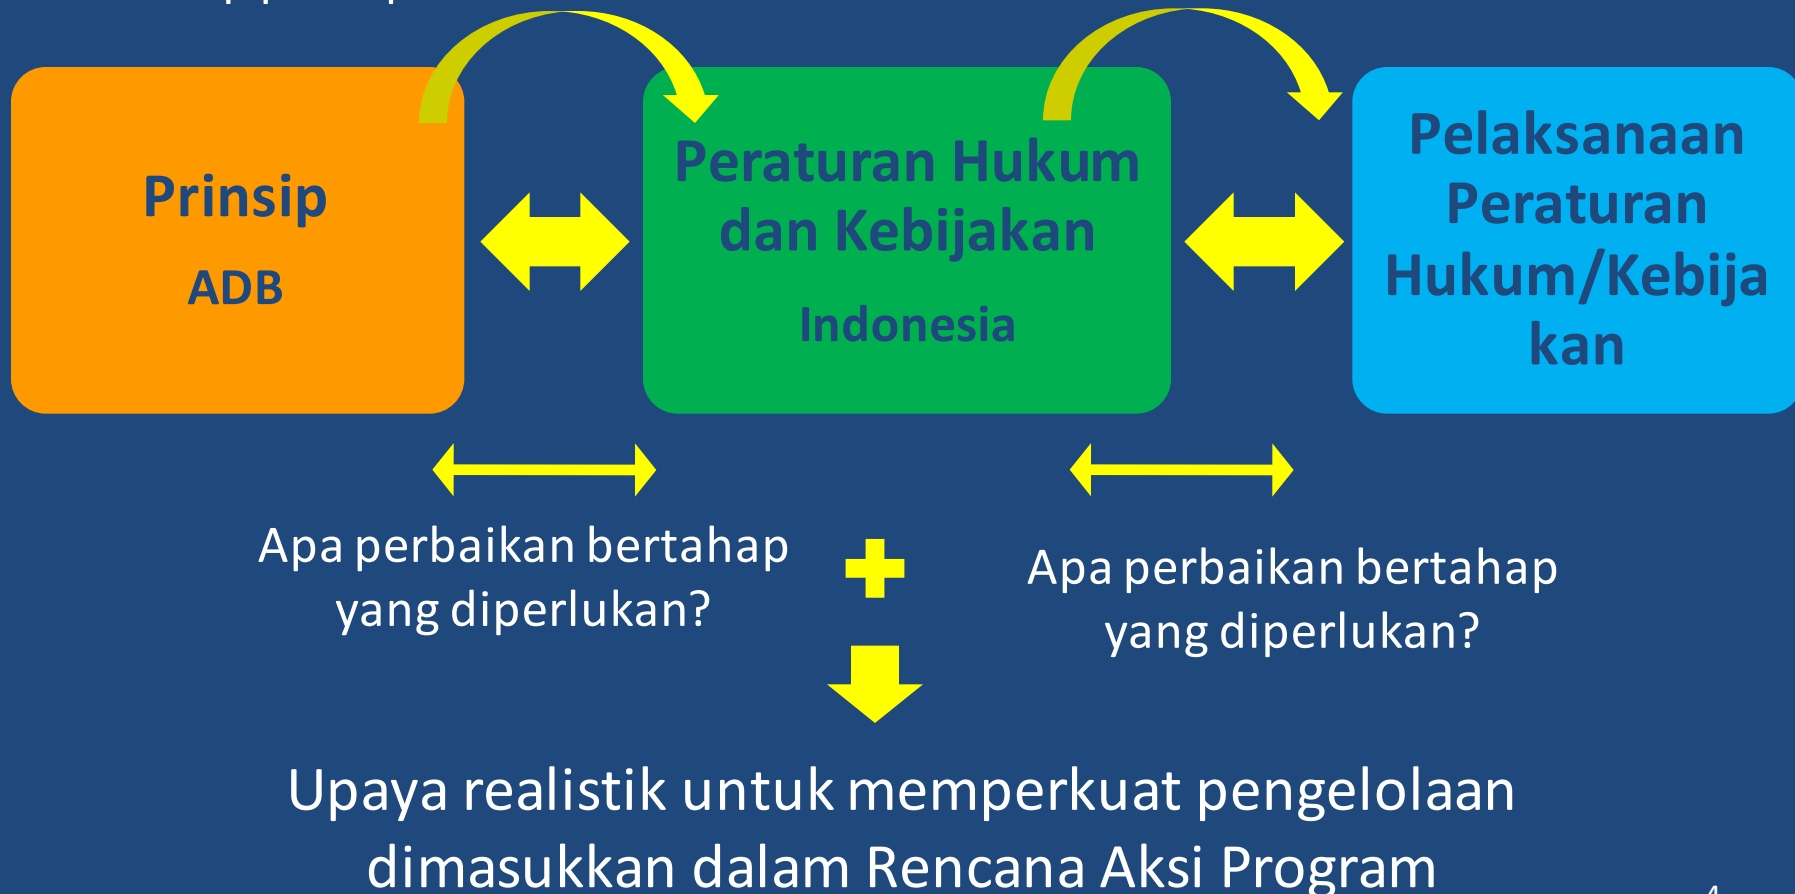 Prinsip
ADB
Peraturan Hukum
dan Kebijakan
Indonesia
Pelaksanaan
Peraturan
Hukum/Kebija
kan
Apa perbaikan bertahap
yang diperlukan?
Apa perbaikan bertahap
yang diperlukan?
Upaya realistik untuk memperkuat pengelolaan
dimasukkan dalam Rencana Aksi Program